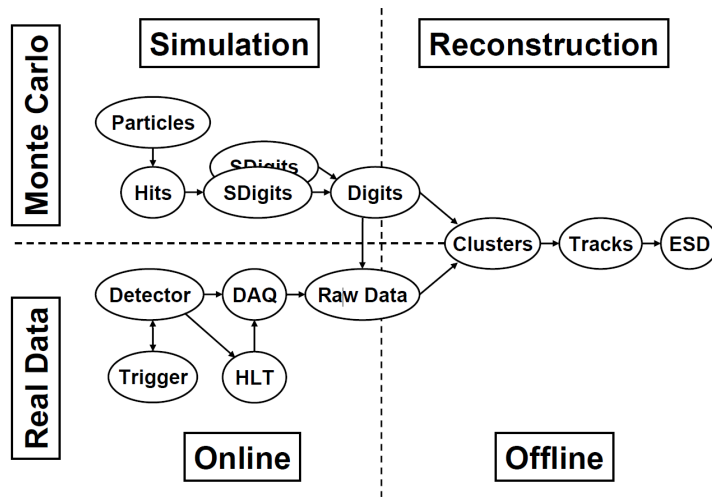 Simulation
Reconstruction
Monte Carlo
Particles
SDigits
Hits
SDigits
Digits
Clusters
Tracks
ESD
Detector
DAQ
Raw Data
Trigger
HLT
Real Data
Online
Offline